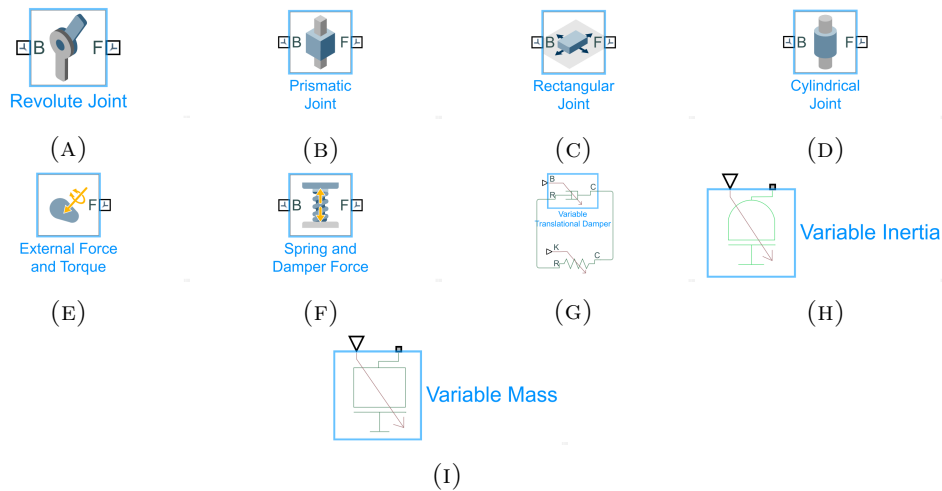 B F B F B F B F
Revolute Joint
Prismatic
Joint
Rectangular
Joint
Cylindrical
Joint
(A) (B) (C) (D)
F
External Force
and Torque
B F
Spring and
Damper Force
B
R C
Variable
Translational Damper
K
R C
Variable Inertia
(E) (F) (G) (H)
Variable Mass
(I)